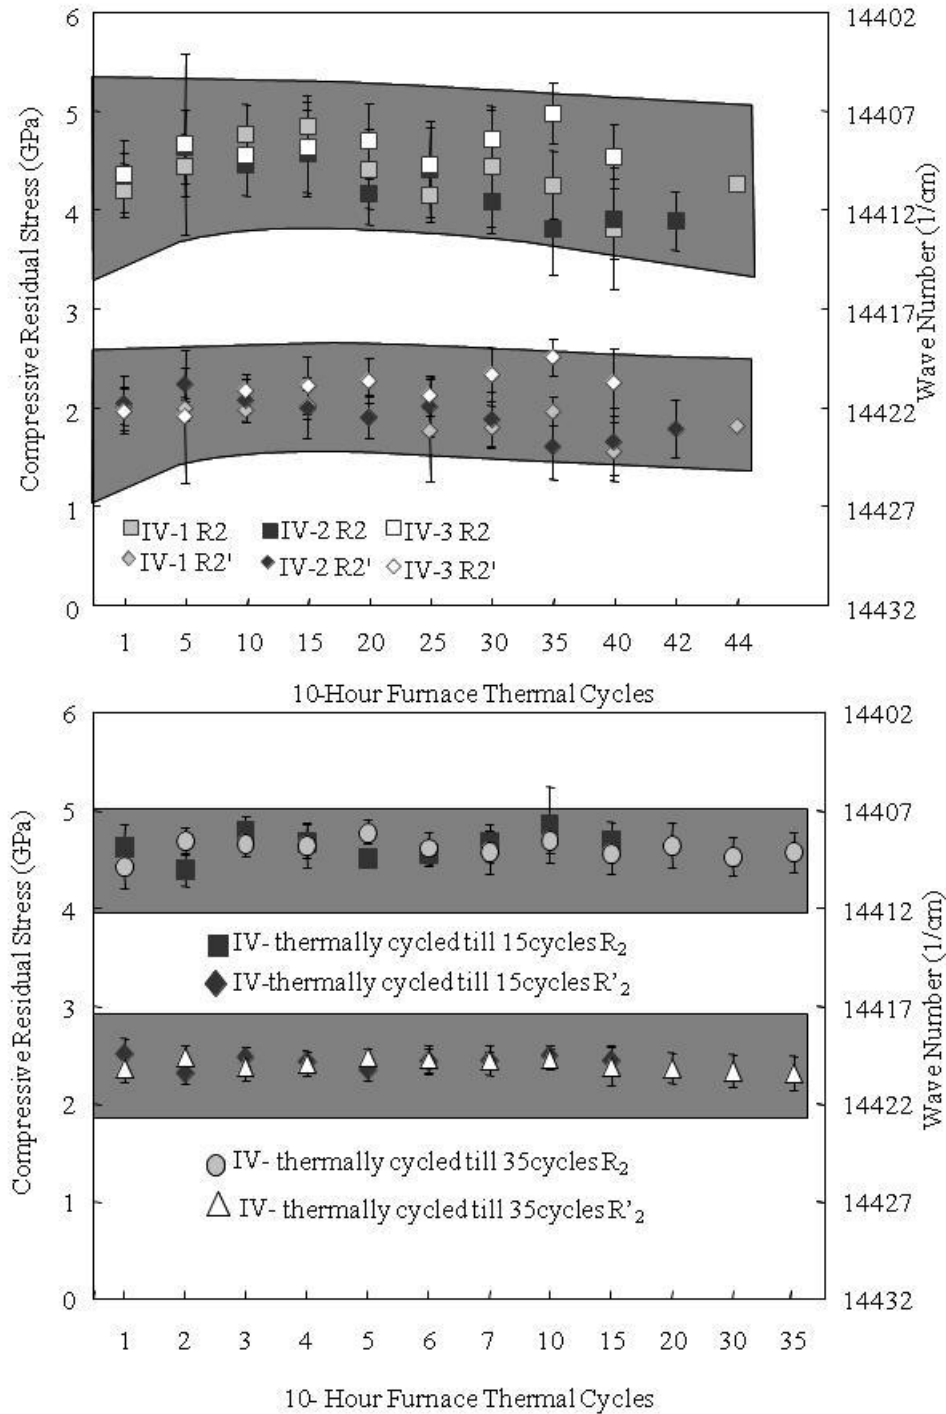 6
5
4
3
2
1
0
Compressive Residual Stress (GPa)
14402
14407
14412
14417
14422
14427
14432
Wave Number (1/cm)
IV-1 R2 IV-2 R2 IV-3 R2
IV-1 R2' IV-2 R2' IV-3 R2'
1 5 10 15 20 25 30 35 40 42 44
10-Hour Furnace Thermal Cycles
6
5
4
3
2
1
0
Compressive Residual Stress (GPa)
14402
14407
14412
14417
14422
14427
14432
Wave Number (1/cm)
IV- thermally cycled till 15cycles R2
IV-thermally cycled till 15cycles R’2
IV- thermally cycled till 35cycles R2
IV- thermally cycled till 35cycles R’2
1 2 3 4 5 6 7 10 15 20 30 35
10- Hour Furnace Thermal Cycles